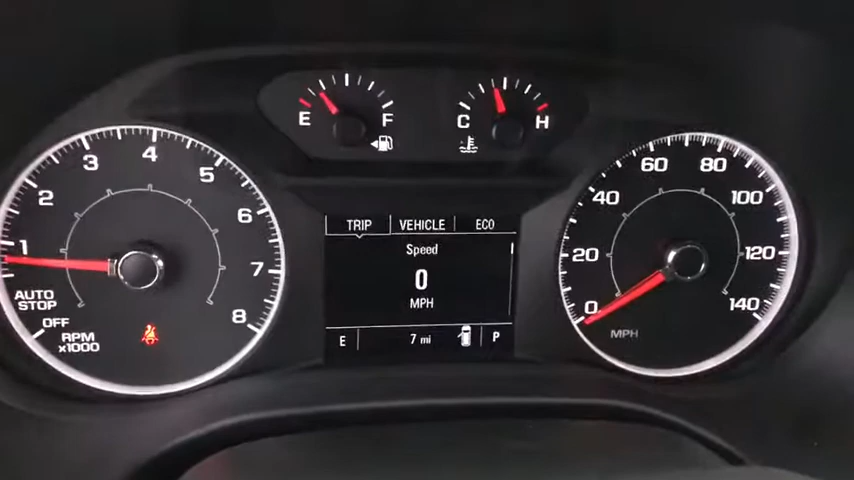 E F
C H
1 2 3 4 5 6 7 8
AUTO
STOP
OFF
RPM
x1000
TRIP VEHICLE ECO
Speed
0
MPH
E 7 mi P
0 20 40 60 80 100 120 140
MPH